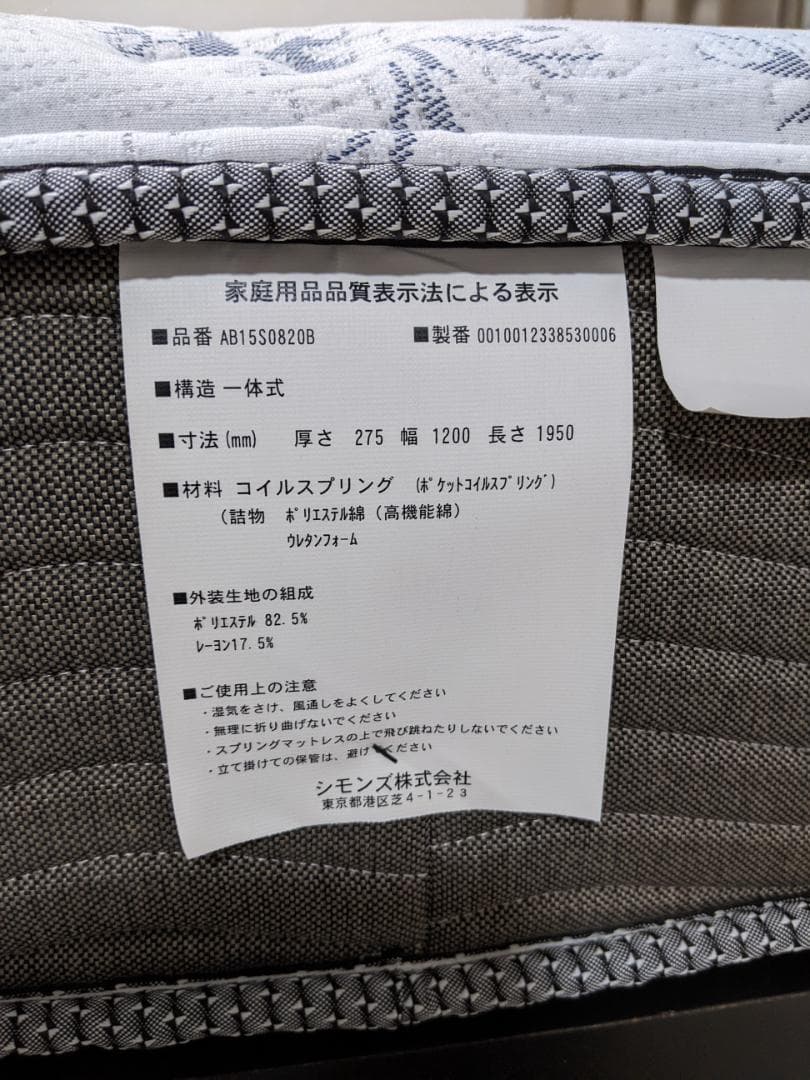 家庭用品品質表示法による表示
■品番 AB15S0820B ■製番 0010012338530006
■構造 一体式
■寸法(mm) 厚さ 275 幅 1200 長さ 1950
■材料 コイルスプリング (ﾎﾟｹｯﾄｺｲﾙｽﾌﾟﾘﾝｸﾞ)
(詰物 ﾎﾟﾘｴｽﾃﾙ綿(高機能綿)
ｳﾚﾀﾝﾌｫｰﾑ
■外装生地の組成
ﾎﾟﾘｴｽﾃﾙ 82.5%
ﾚｰﾖﾝ17.5%
■ご使用上の注意
・湿気をさけ、風通しをよくしてください
・無理に折り曲げないでください
・スプリングマットレスの上で飛び跳ねたりしないでください
・立て掛けての保管は、避けてください
シモンズ株式会社
東京都港区芝4-1-23